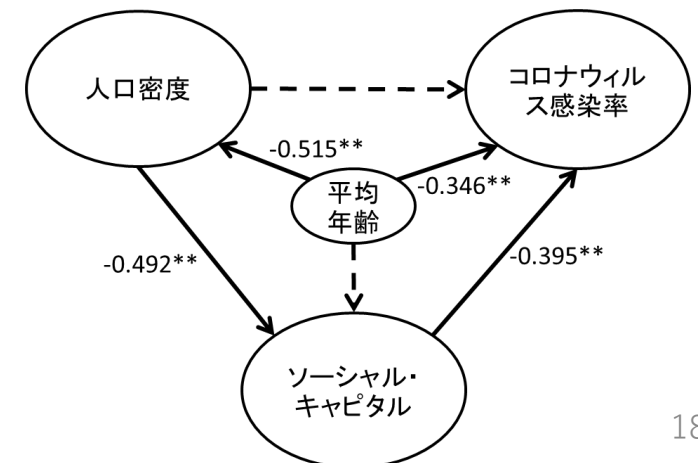 人口密度
コロナウィル
ス感染率
-0.515**
-0.346**
平均
年齢
-0.492**
-0.395**
ソーシャル・
キャピタル
18